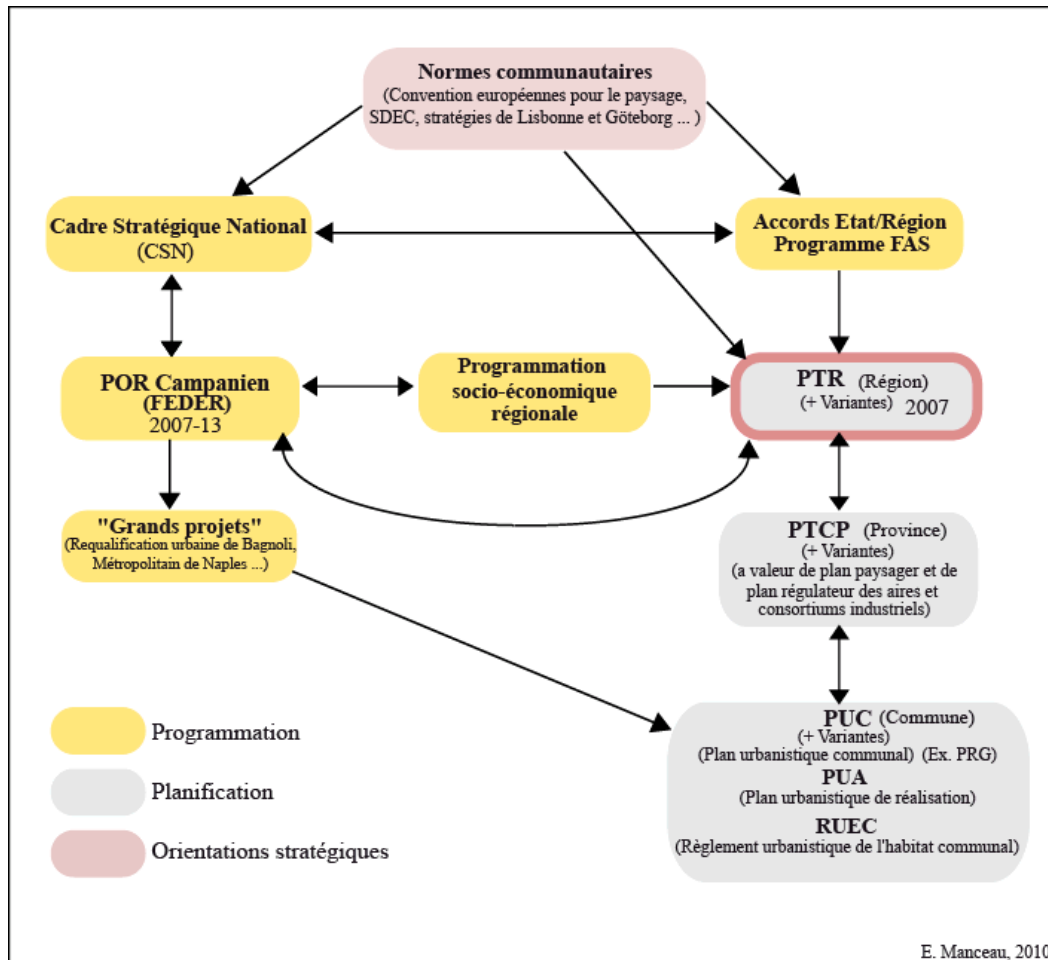 Normes communautaires
(Convention européennes pour le paysage,
SDEC, stratégies de Lisbonne et Göteborg ... )
Cadre Stratégique National
(CSN)
Accords Etat/Région
Programme FAS
POR Campanien
(FEDER)
2007-13
Programmation
socio-économique
régionale
PTR (Région)
(+ Variantes) 2007
"Grands projets"
(Requalification urbaine de Bagnoli,
Métropolitain de Naples ...)
PTCP (Province)
(+ Variantes)
(a valeur de plan paysager et de
plan régulateur des aires et
consortiums industriels)
PUC (Commune)
(+ Variantes)
(Plan urbanistique communal) (Ex. PRG)
PUA
(Plan urbanistique de réalisation)
RUEC
(Règlement urbanistique de l'habitat communal)
Programmation
Planification
Orientations stratégiques
E. Manceau, 2010